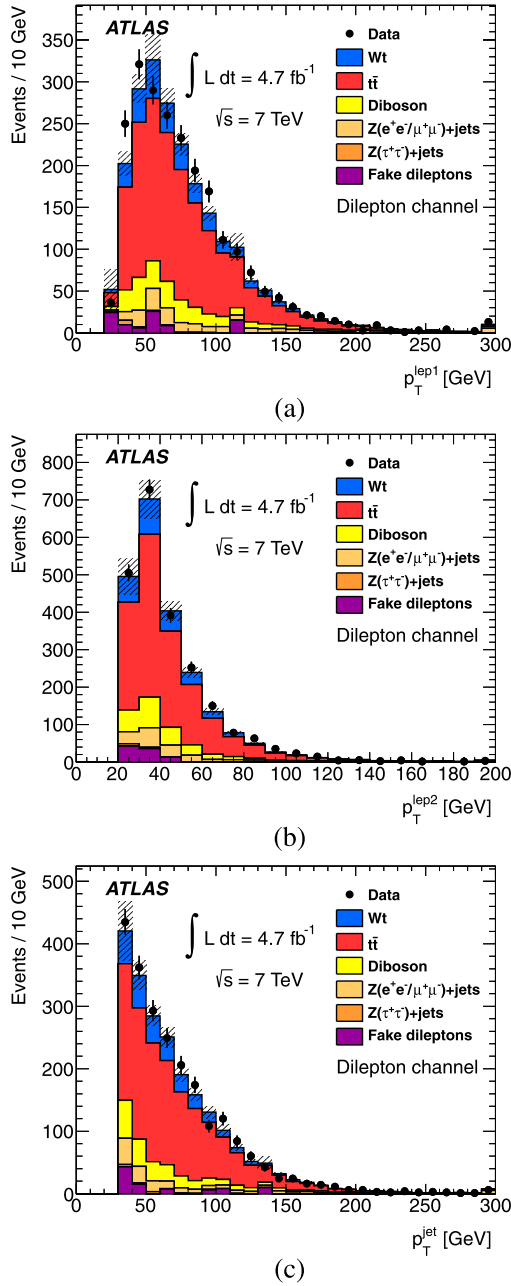 ATLAS
Events / 10 GeV
350
300
250
200
150
100
50
0
∫ L dt = 4.7 fb⁻¹
√s = 7 TeV
Data
Wt
tt̄
Diboson
Z(e⁺e⁻/μ⁺μ⁻)+jets
Z(τ⁺τ⁻)+jets
Fake dileptons
Dilepton channel
0 50 100 150 200 250 300
p_T^lep1 [GeV]
(a)
ATLAS
Events / 10 GeV
800
700
600
500
400
300
200
100
0
∫ L dt = 4.7 fb⁻¹
√s = 7 TeV
Data
Wt
tt̄
Diboson
Z(e⁺e⁻/μ⁺μ⁻)+jets
Z(τ⁺τ⁻)+jets
Fake dileptons
Dilepton channel
20 40 60 80 100 120 140 160 180 200
p_T^lep2 [GeV]
(b)
ATLAS
Events / 10 GeV
500
400
300
200
100
0
∫ L dt = 4.7 fb⁻¹
√s = 7 TeV
Data
Wt
tt̄
Diboson
Z(e⁺e⁻/μ⁺μ⁻)+jets
Z(τ⁺τ⁻)+jets
Fake dileptons
Dilepton channel
0 50 100 150 200 250 300
p_T^jet [GeV]
(c)